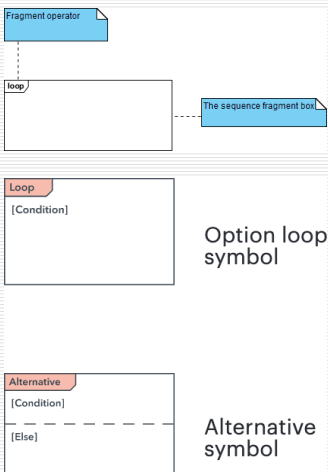 Fragment operator
loop
The sequence fragment box
Loop
[Condition]
Option loop
symbol
Alternative
[Condition]
[Else]
Alternative
symbol